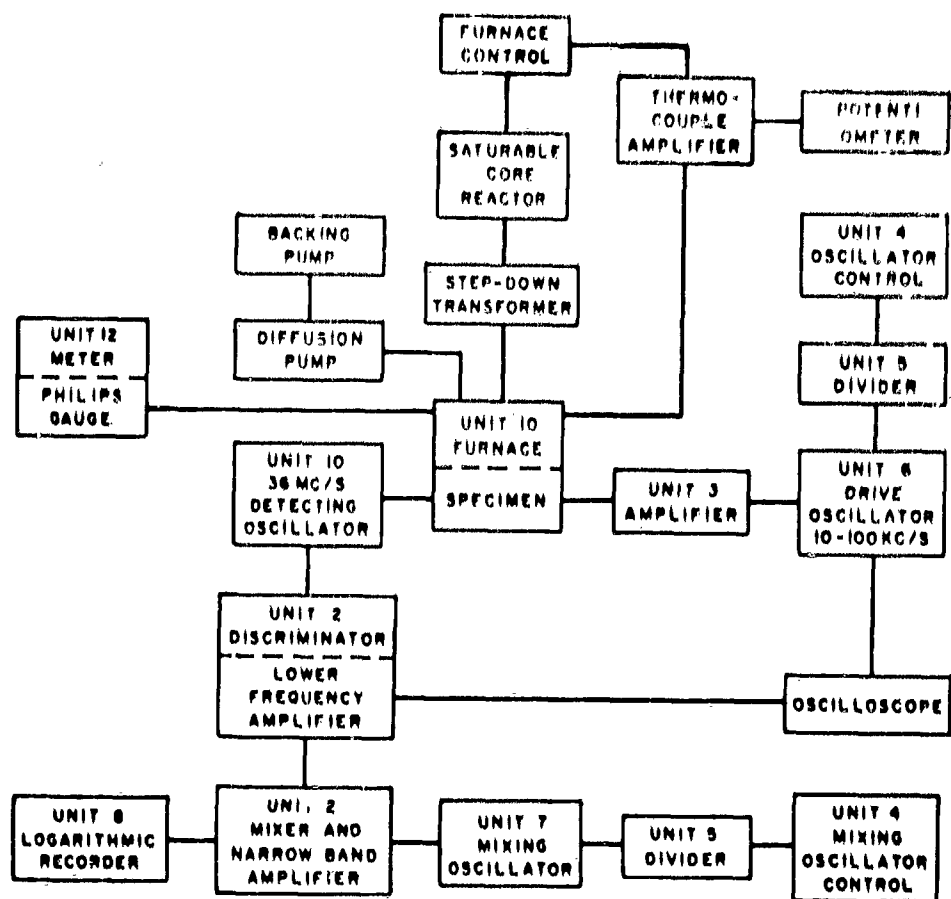 FURNACE
CONTROL
THERMO-
COUPLE
AMPLIFIER
POTENTI
OMETER
SATURABLE
CORE
REACTOR
BACKING
PUMP
UNIT 4
OSCILLATOR
CONTROL
STEP-DOWN
TRANSFORMER
UNIT 12
METER
PHILIPS
GAUGE
DIFFUSION
PUMP
UNIT 5
DIVIDER
UNIT 10
FURNACE
SPECIMEN
UNIT 10
36 MC/S
DETECTING
OSCILLATOR
UNIT 3
AMPLIFIER
UNIT 6
DRIVE
OSCILLATOR
10-100KC/S
UNIT 2
DISCRIMINATOR
LOWER
FREQUENCY
AMPLIFIER
OSCILLOSCOPE
UNIT 8
LOGARITHMIC
RECORDER
UNIT 2
MIXER AND
NARROW BAND
AMPLIFIER
UNIT 7
MIXING
OSCILLATOR
UNIT 5
DIVIDER
UNIT 4
MIXING
OSCILLATOR
CONTROL